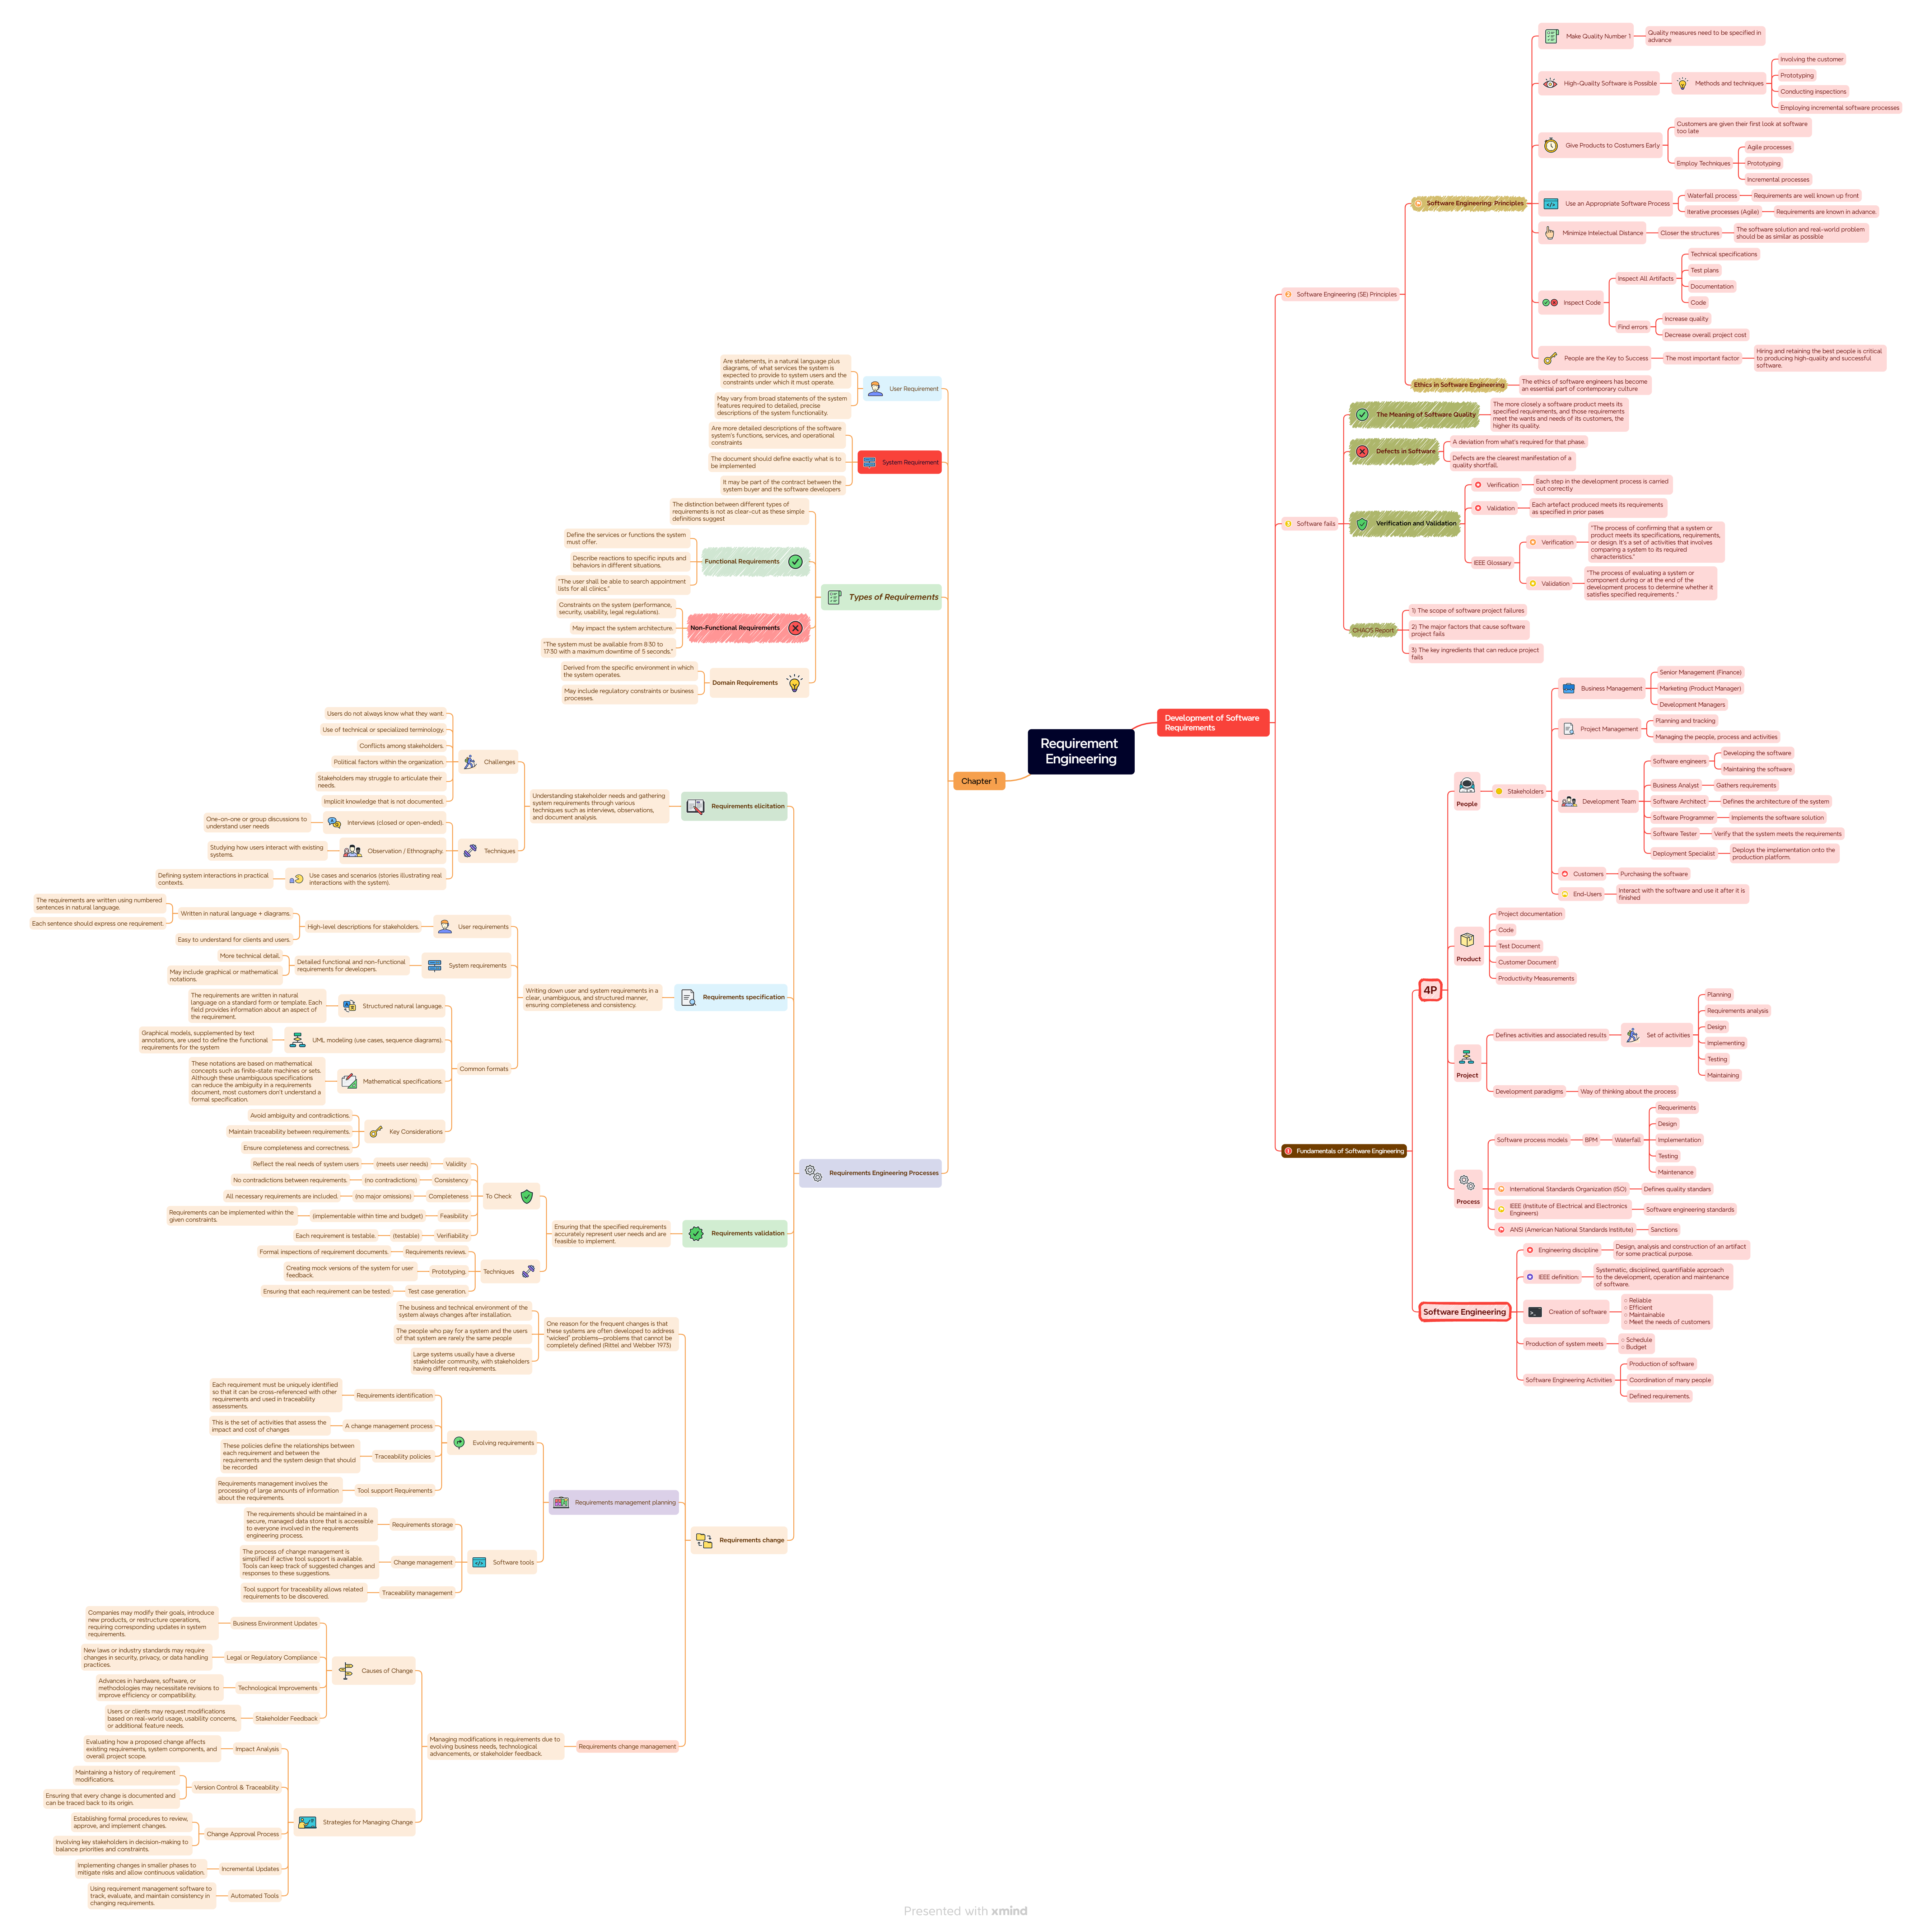 Requirement
Engineering
Development of Software
Requirements
Software Engineering (SE) Principles
Software Engineering: Principles
Make Quality Number 1
Quality measures need to be specified in
advance
High-Quailty Software is Possible
Methods and techniques
Involving the customer
Prototyping
Conducting inspections
Employing incremental software processes
Give Products to Costumers Early
Customers are given their first look at software
too late
Employ Techniques
Agile processes
Prototyping
Incremental processes
Use an Appropriate Software Process
Waterfall process
Requirements are well known up front
Iterative processes (Agile)
Requirements are known in advance.
Minimize Intelectual Distance
Closer the structures
The software solution and real-world problem
should be as similar as possible
Inspect Code
Inspect All Artifacts
Technical specifications
Test plans
Documentation
Code
Find errors
Increase quality
Decrease overall project cost
People are the Key to Success
The most important factor
Hiring and retaining the best people is critical
to producing high-quality and successful
software.
Ethics in Software Engineering
The ethics of software engineers has become
an essential part of contemporary culture
Software fails
The Meaning of Software Quality
The more closely a software product meets its
specified requirements, and those requirements
meet the wants and needs of its customers, the
higher its quality.
Defects in Software
A deviation from what's required for that phase.
Defects are the clearest manifestation of a
quality shortfall.
Verification and Validation
Verification
Each step in the development process is carried
out correctly
Validation
Each artefact produced meets its requirements
as specified in prior pases
IEEE Glossary
Verification
"The process of confirming that a system or
product meets its specifications, requirements,
or design. It's a set of activities that involves
comparing a system to its required
characteristics."
Validation
"The process of evaluating a system or
component during or at the end of the
development process to determine whether it
satisfies specified requirements ."
CHAOS Report
1) The scope of software project failures
2) The major factors that cause software
project fails
3) The key ingredients that can reduce project
fails
Fundamentals of Software Engineering
4P
People
Stakeholders
Business Management
Senior Management (Finance)
Marketing (Product Manager)
Development Managers
Project Management
Planning and tracking
Managing the people, process and activities
Development Team
Software engineers
Developing the software
Maintaining the software
Business Analyst
Gathers requirements
Software Architect
Defines the architecture of the system
Software Programmer
Implements the software solution
Software Tester
Verify that the system meets the requirements
Deployment Specialist
Deploys the implementation onto the
production platform.
Customers
Purchasing the software
End-Users
Interact with the software and use it after it is
finished
Product
Project documentation
Code
Test Document
Customer Document
Productivity Measurements
Project
Defines activities and associated results
Set of activities
Planning
Requirements analysis
Design
Implementing
Testing
Maintaining
Development paradigms
Way of thinking about the process
Process
Software process models
BPM
Waterfall
Requeriments
Design
Implementation
Testing
Maintenance
International Standards Organization (ISO)
Defines quality standars
IEEE (Institute of Electrical and Electronics
Engineers)
Software engineering standards
ANSI (American National Standards Institute)
Sanctions
Software Engineering
Engineering discipline
Design, analysis and construction of an artifact
for some practical purpose.
IEEE definition:
Systematic, disciplined, quantifiable approach
to the development, operation and maintenance
of software.
Creation of software
○ Reliable
○ Efficient
○ Maintainable
○ Meet the needs of customers
Production of system meets
○ Schedule
○ Budget
Software Engineering Activities
Production of software
Coordination of many people
Defined requirements.
Chapter 1
User Requirement
Are statements, in a natural language plus
diagrams, of what services the system is
expected to provide to system users and the
constraints under which it must operate.
May vary from broad statements of the system
features required to detailed, precise
descriptions of the system functionality.
System Requirement
Are more detailed descriptions of the software
system's functions, services, and operational
constraints
The document should define exactly what is to
be implemented
It may be part of the contract between the
system buyer and the software developers
Types of Requirements
The distinction between different types of
requirements is not as clear-cut as these simple
definitions suggest
Functional Requirements
Define the services or functions the system
must offer.
Describe reactions to specific inputs and
behaviors in different situations.
"The user shall be able to search appointment
lists for all clinics."
Non-Functional Requirements
Constraints on the system (performance,
security, usability, legal regulations).
May impact the system architecture.
"The system must be available from 8:30 to
17:30 with a maximum downtime of 5 seconds."
Domain Requirements
Derived from the specific environment in which
the system operates.
May include regulatory constraints or business
processes.
Requirements Engineering Processes
Requirements elicitation
Understanding stakeholder needs and gathering
system requirements through various
techniques such as interviews, observations,
and document analysis.
Challenges
Users do not always know what they want.
Use of technical or specialized terminology.
Conflicts among stakeholders.
Political factors within the organization.
Stakeholders may struggle to articulate their
needs.
Implicit knowledge that is not documented.
Techniques
Interviews (closed or open-ended).
One-on-one or group discussions to
understand user needs
Observation / Ethnography.
Studying how users interact with existing
systems.
Use cases and scenarios (stories illustrating real
interactions with the system).
Defining system interactions in practical
contexts.
Requirements specification
Writing down user and system requirements in a
clear, unambiguous, and structured manner,
ensuring completeness and consistency.
User requirements
High-level descriptions for stakeholders.
Written in natural language + diagrams.
The requirements are written using numbered
sentences in natural language.
Each sentence should express one requirement.
Easy to understand for clients and users.
System requirements
Detailed functional and non-functional
requirements for developers.
More technical detail.
May include graphical or mathematical
notations.
Common formats
Structured natural language.
The requirements are written in natural
language on a standard form or template. Each
field provides information about an aspect of
the requirement.
UML modeling (use cases, sequence diagrams).
Graphical models, supplemented by text
annotations, are used to define the functional
requirements for the system
Mathematical specifications.
These notations are based on mathematical
concepts such as finite-state machines or sets.
Although these unambiguous specifications
can reduce the ambiguity in a requirements
document, most customers don't understand a
formal specification.
Key Considerations
Avoid ambiguity and contradictions.
Maintain traceability between requirements.
Ensure completeness and correctness.
Requirements validation
Ensuring that the specified requirements
accurately represent user needs and are
feasible to implement.
To Check
Validity
(meets user needs)
Reflect the real needs of system users
Consistency
(no contradictions)
No contradictions between requirements.
Completeness
(no major omissions)
All necessary requirements are included.
Feasibility
(implementable within time and budget)
Requirements can be implemented within the
given constraints.
Verifiability
(testable)
Each requirement is testable.
Techniques
Requirements reviews.
Formal inspections of requirement documents.
Prototyping.
Creating mock versions of the system for user
feedback.
Test case generation.
Ensuring that each requirement can be tested.
Requirements change
One reason for the frequent changes is that
these systems are often developed to address
"wicked" problems—problems that cannot be
completely defined (Rittel and Webber 1973)
The business and technical environment of the
system always changes after installation.
The people who pay for a system and the users
of that system are rarely the same people
Large systems usually have a diverse
stakeholder community, with stakeholders
having different requirements.
Requirements management planning
Evolving requirements
Requirements identification
Each requirement must be uniquely identified
so that it can be cross-referenced with other
requirements and used in traceability
assessments.
A change management process
This is the set of activities that assess the
impact and cost of changes
Traceability policies
These policies define the relationships between
each requirement and between the
requirements and the system design that should
be recorded
Tool support Requirements
Requirements management involves the
processing of large amounts of information
about the requirements.
Software tools
Requirements storage
The requirements should be maintained in a
secure, managed data store that is accessible
to everyone involved in the requirements
engineering process.
Change management
The process of change management is
simplified if active tool support is available.
Tools can keep track of suggested changes and
responses to these suggestions.
Traceability management
Tool support for traceability allows related
requirements to be discovered.
Requirements change management
Managing modifications in requirements due to
evolving business needs, technological
advancements, or stakeholder feedback.
Causes of Change
Business Environment Updates
Companies may modify their goals, introduce
new products, or restructure operations,
requiring corresponding updates in system
requirements.
Legal or Regulatory Compliance
New laws or industry standards may require
changes in security, privacy, or data handling
practices.
Technological Improvements
Advances in hardware, software, or
methodologies may necessitate revisions to
improve efficiency or compatibility.
Stakeholder Feedback
Users or clients may request modifications
based on real-world usage, usability concerns,
or additional feature needs.
Strategies for Managing Change
Impact Analysis
Evaluating how a proposed change affects
existing requirements, system components, and
overall project scope.
Version Control & Traceability
Maintaining a history of requirement
modifications.
Ensuring that every change is documented and
can be traced back to its origin.
Change Approval Process
Establishing formal procedures to review,
approve, and implement changes.
Involving key stakeholders in decision-making to
balance priorities and constraints.
Incremental Updates
Implementing changes in smaller phases to
mitigate risks and allow continuous validation.
Automated Tools
Using requirement management software to
track, evaluate, and maintain consistency in
changing requirements.
Presented with xmind